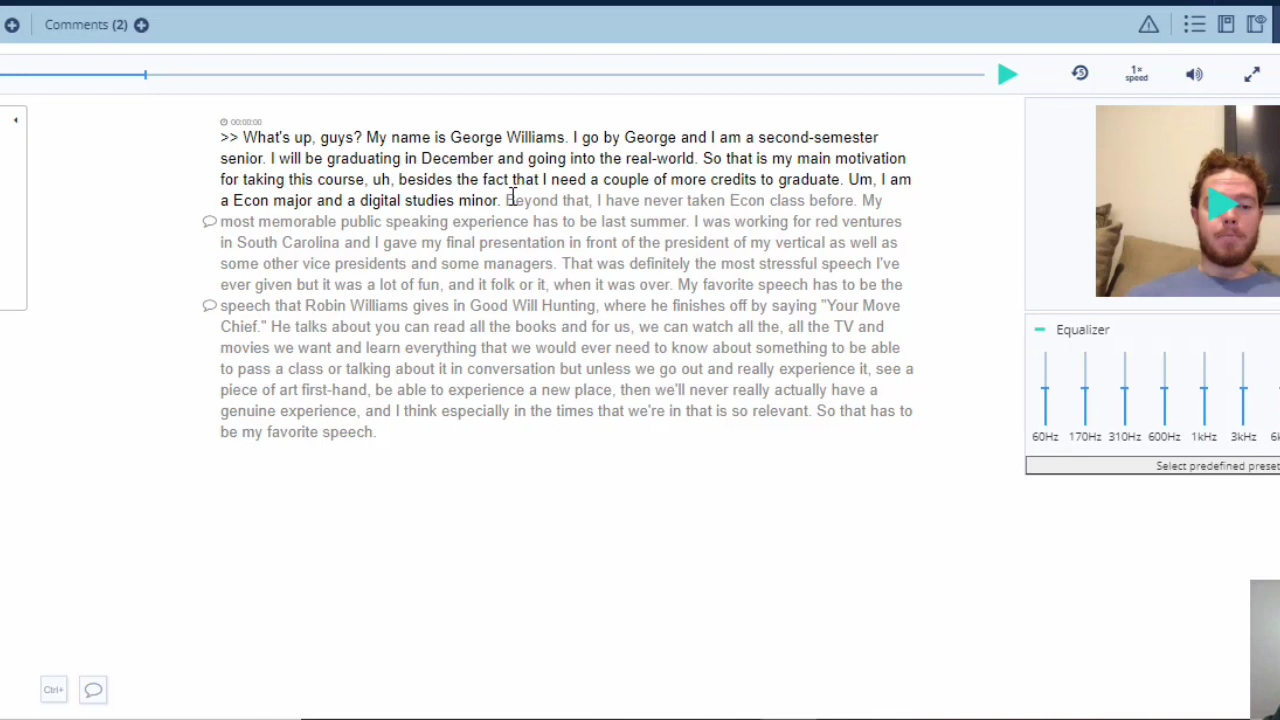 Comments (2)
5
1x
speed
00:00:00
>> What's up, guys? My name is George Williams. I go by George and I am a second-semester
senior. I will be graduating in December and going into the real-world. So that is my main motivation
for taking this course, uh, besides the fact that I need a couple of more credits to graduate. Um, I am
a Econ major and a digital studies minor. Beyond that, I have never taken Econ class before. My
most memorable public speaking experience has to be last summer. I was working for red ventures
in South Carolina and I gave my final presentation in front of the president of my vertical as well as
some other vice presidents and some managers. That was definitely the most stressful speech I've
ever given but it was a lot of fun, and it folk or it, when it was over. My favorite speech has to be the
speech that Robin Williams gives in Good Will Hunting, where he finishes off by saying "Your Move
Chief." He talks about you can read all the books and for us, we can watch all the, all the TV and
movies we want and learn everything that we would ever need to know about something to be able
to pass a class or talking about it in conversation but unless we go out and really experience it, see a
piece of art first-hand, be able to experience a new place, then we'll never really actually have a
genuine experience, and I think especially in the times that we're in that is so relevant. So that has to
be my favorite speech.
Equalizer
60Hz 170Hz 310Hz 600Hz 1kHz 3kHz 6k
Select predefined preset
Ctrl+